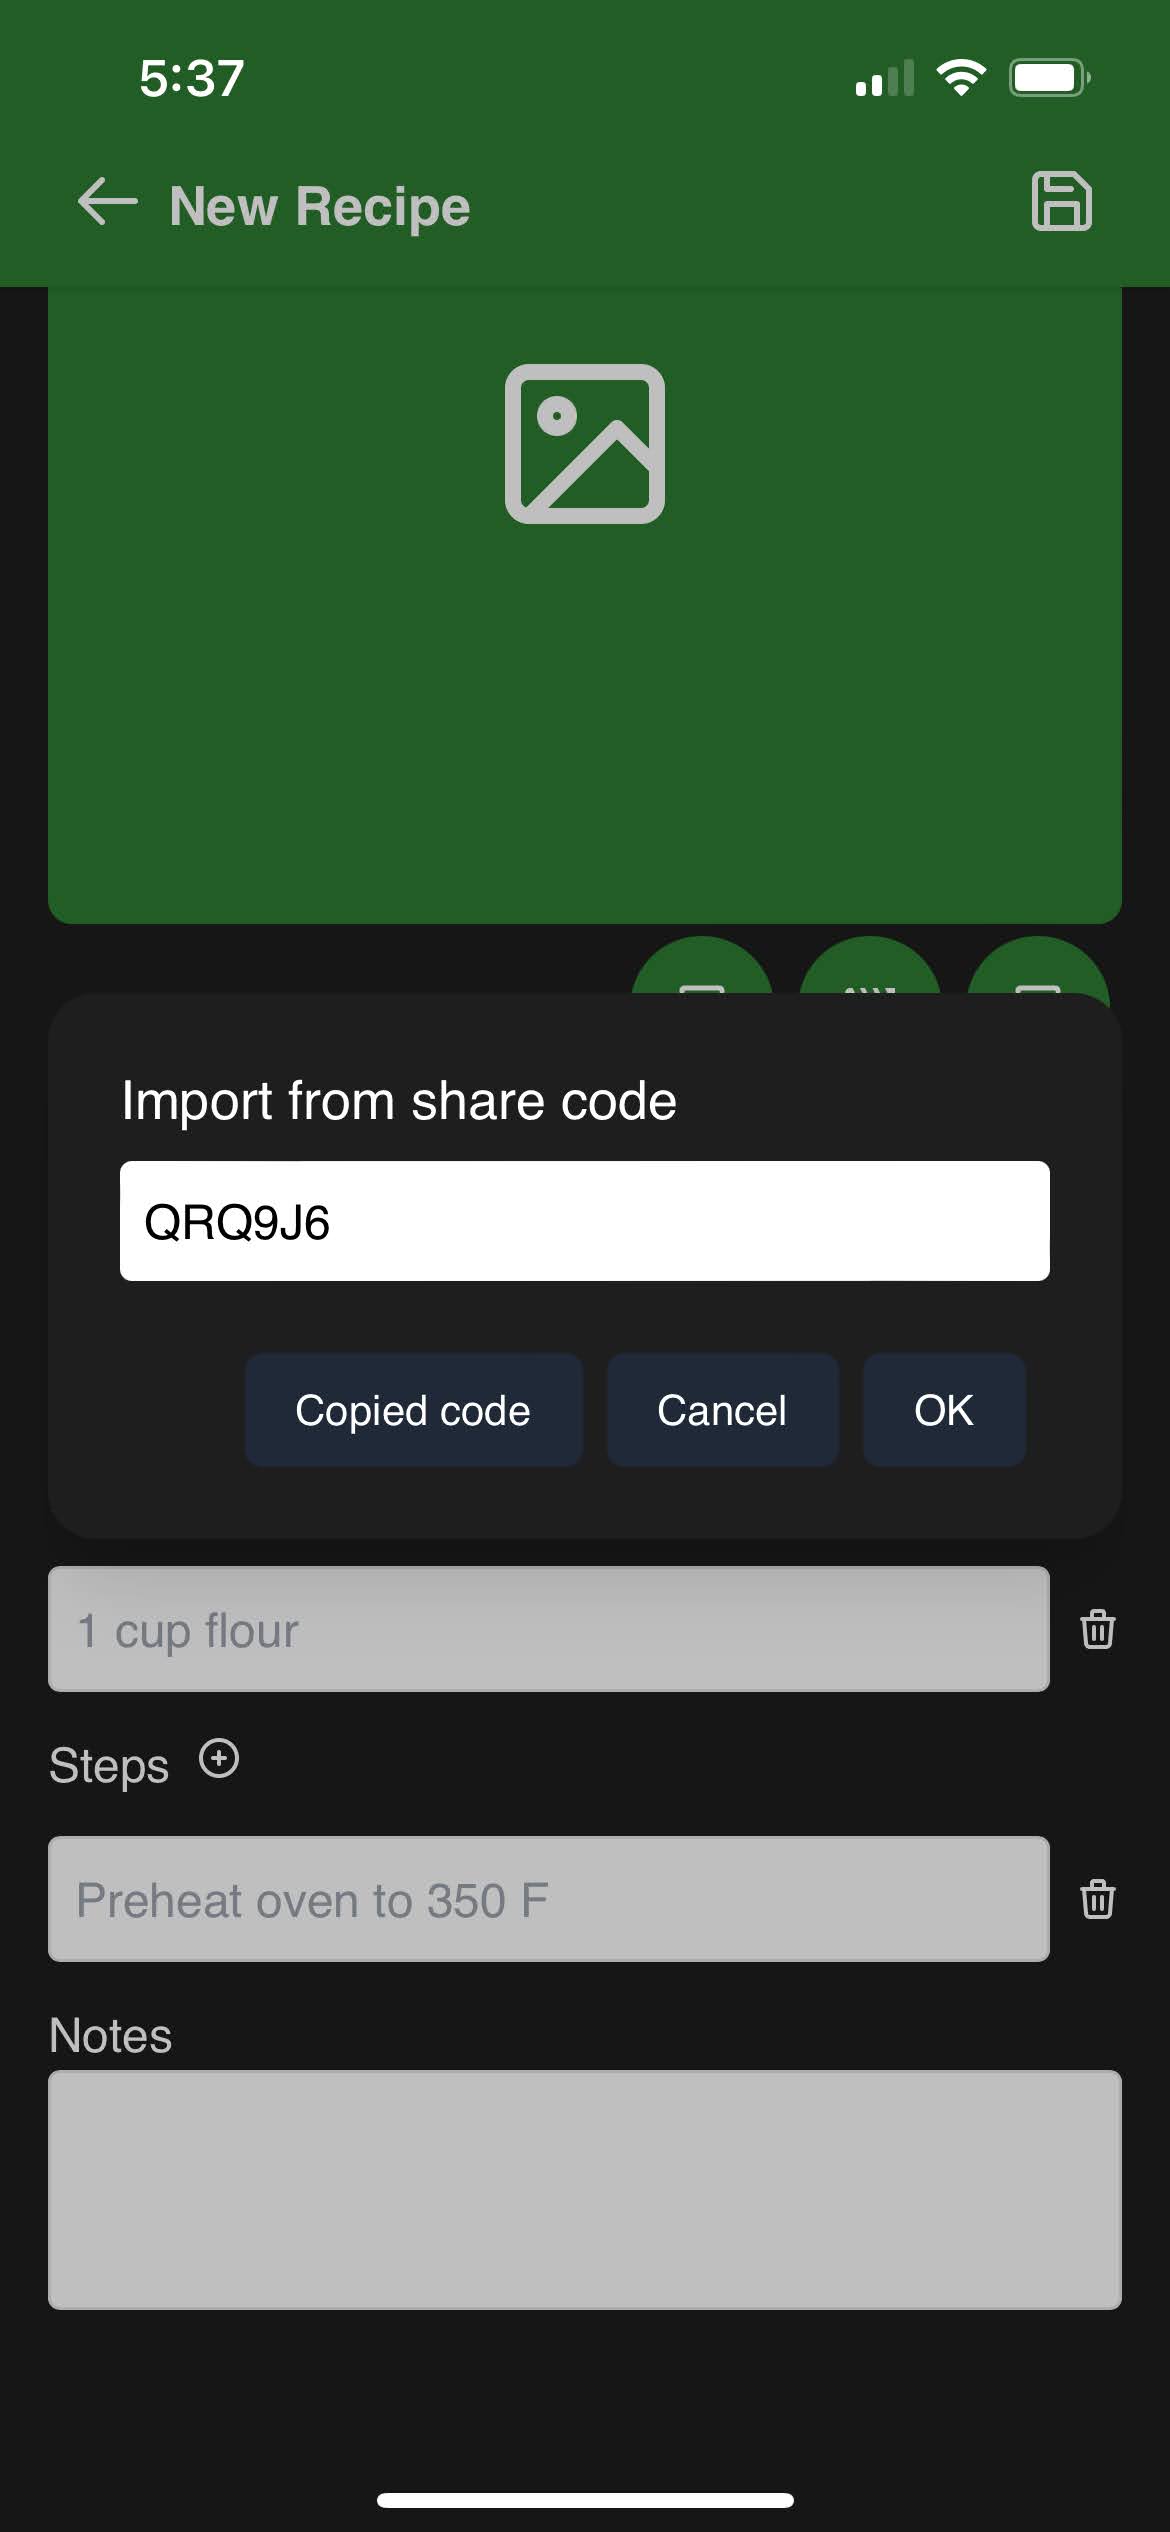 5:37
New Recipe
Import from share code
QRQ9J6
Copied code
Cancel
OK
1 cup flour
Steps
Preheat oven to 350 F
Notes